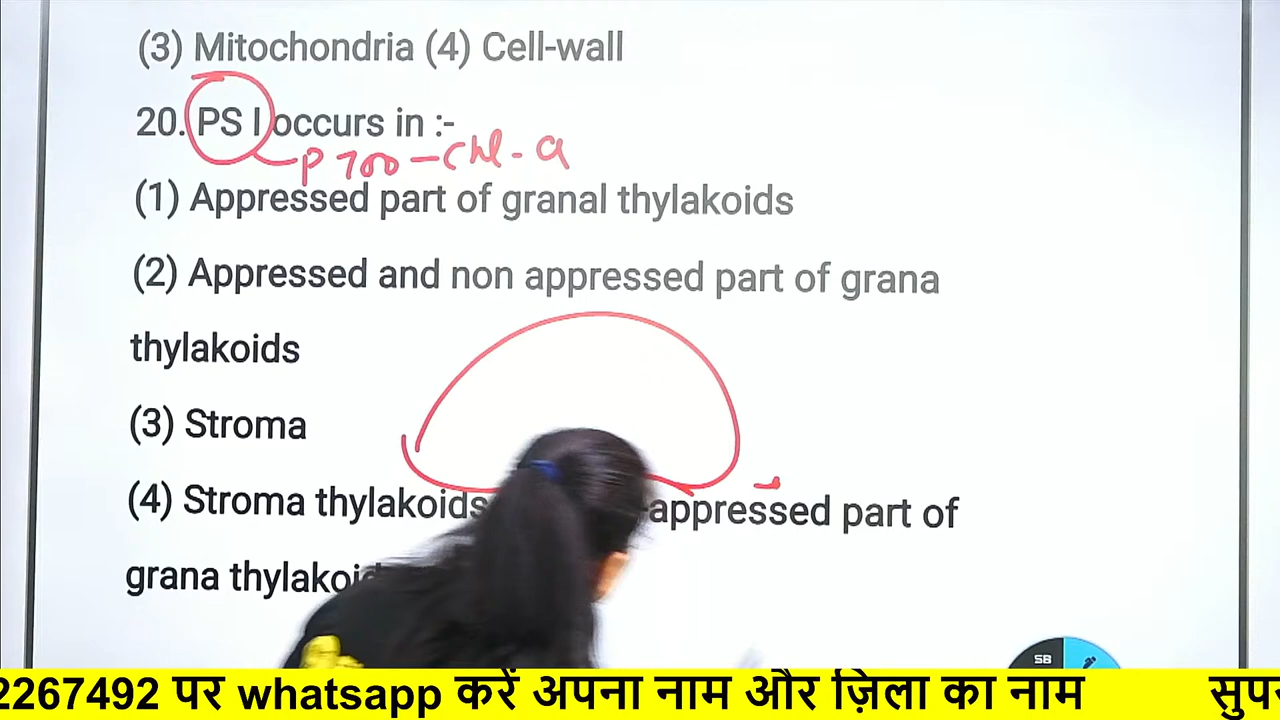 (3) Mitochondria (4) Cell-wall
20. PS I occurs in :-
P 700 - Chl - a
(1) Appressed part of granal thylakoids
(2) Appressed and non appressed part of grana
thylakoids
(3) Stroma
(4) Stroma thylakoids appressed part of
grana
2267492 पर whatsapp करें अपना नाम और ज़िला का नाम
SB